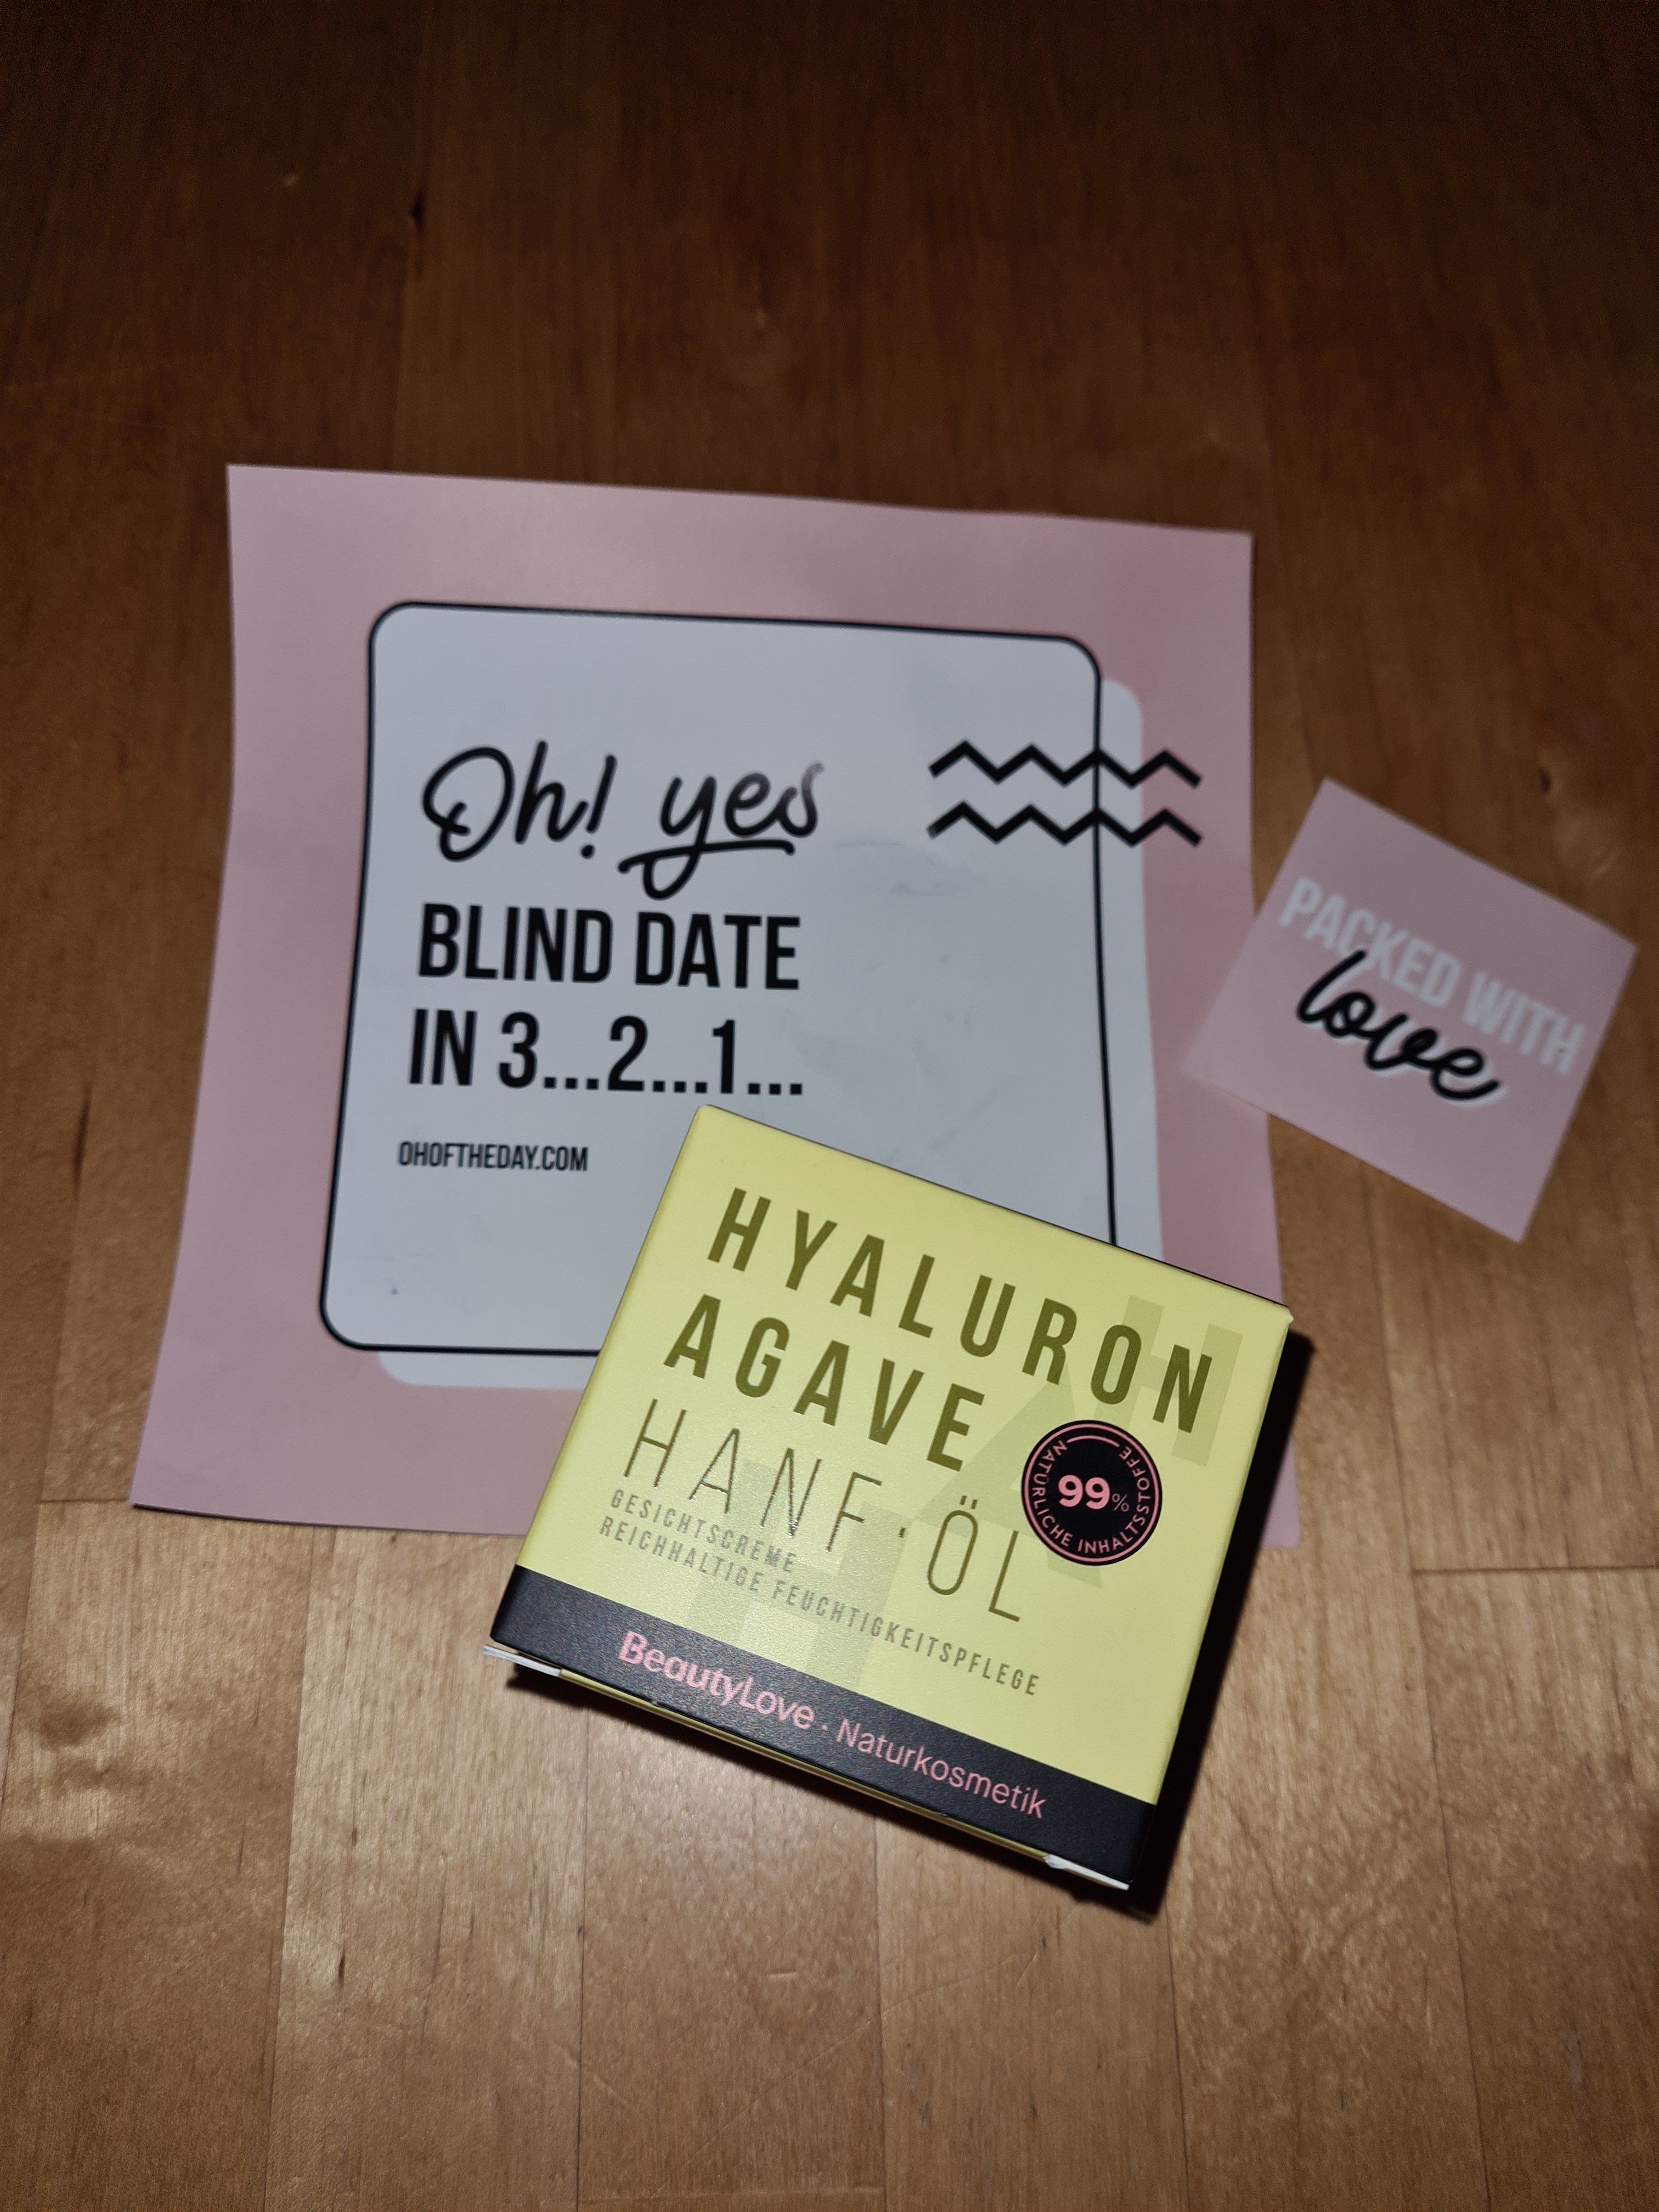 Oh! yes
BLIND DATE
IN 3...2...1...
OHOFTHEDAY.COM
PACKED WITH
love
HYALURON
AGAVE
HANF·ÖL
GESICHTSCREME
REICHHALTIGE FEUCHTIGKEITSPFLEGE
99%
NATÜRLICHE INHALTSSTOFFE
BeautyLove · Naturkosmetik